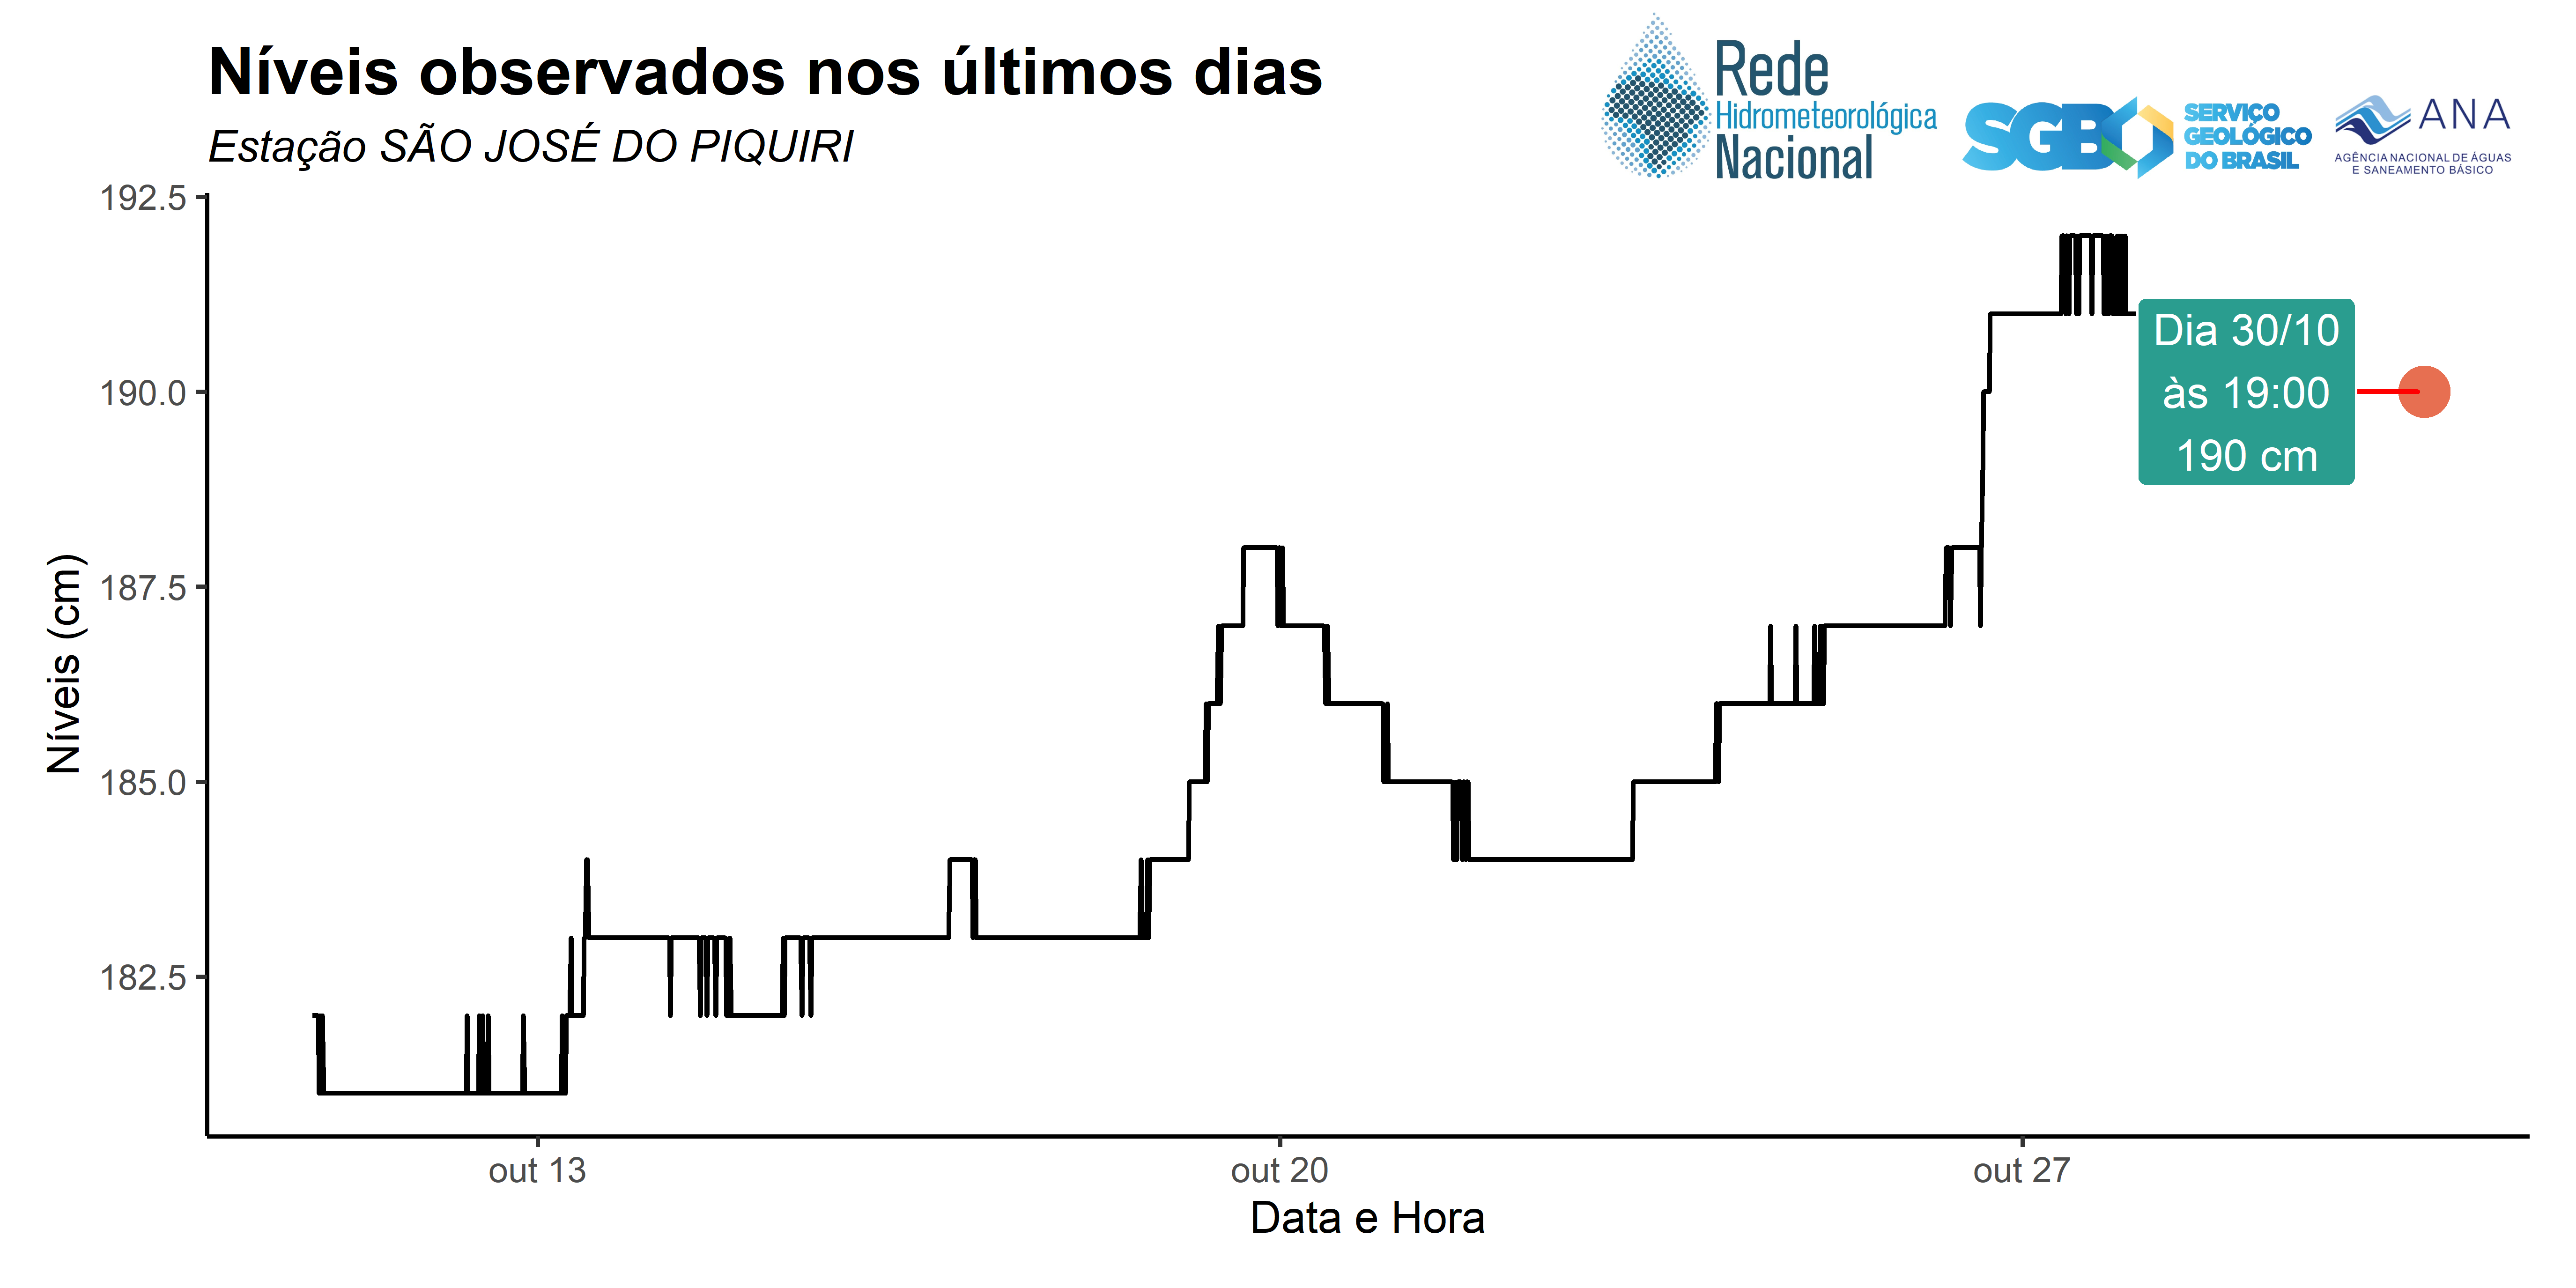 Níveis observados nos últimos dias
Estação SÃO JOSÉ DO PIQUIRI
Rede
Hidrometeorológica
Nacional
SGB
SERVIÇO
GEOLÓGICO
DO BRASIL
ANA
AGÊNCIA NACIONAL DE ÁGUAS
E SANEAMENTO BÁSICO
192.5
190.0
187.5
185.0
182.5
Níveis (cm)
Dia 30/10
às 19:00
190 cm
out 13
out 20
out 27
Data e Hora